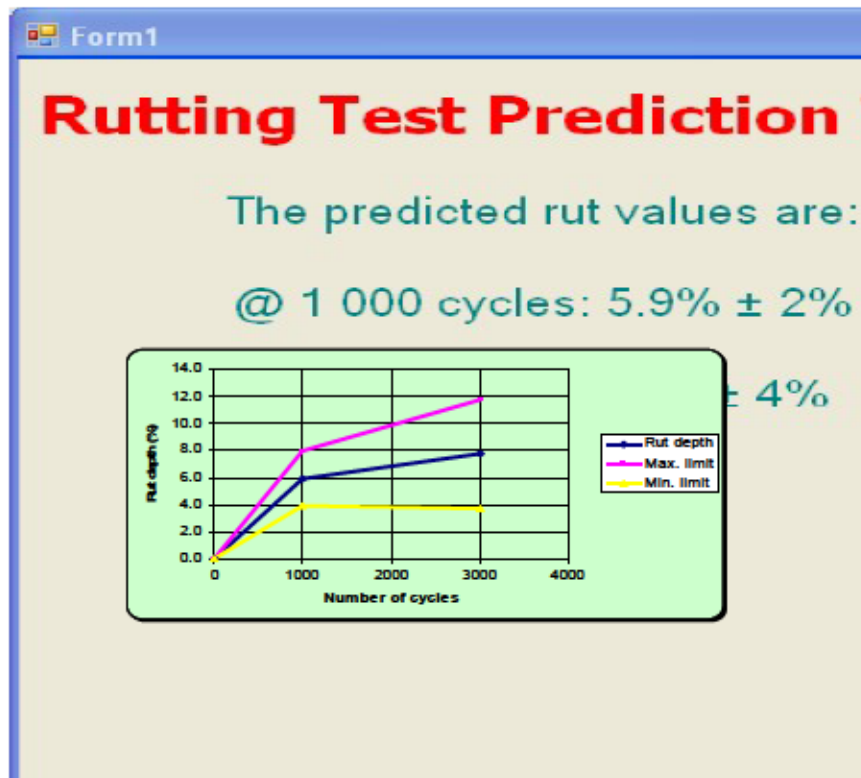 Form1
Rutting Test Prediction
The predicted rut values are:
@ 1 000 cycles: 5.9% ± 2%
± 4%
14.0
12.0
10.0
8.0
6.0
4.0
2.0
0.0
Rut depth (%)
0 1000 2000 3000 4000
Number of cycles
Rut depth
Max. limit
Min. limit